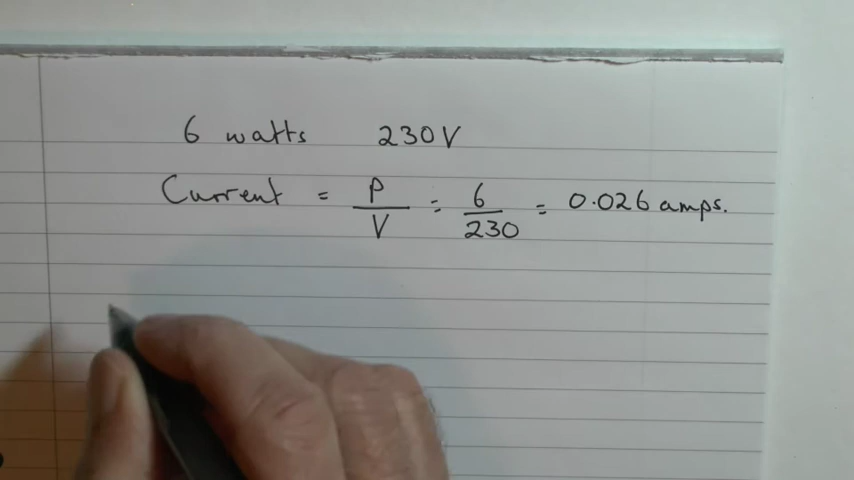 6 watts 230V
Current = P/V = 6/230 = 0.026 amps.